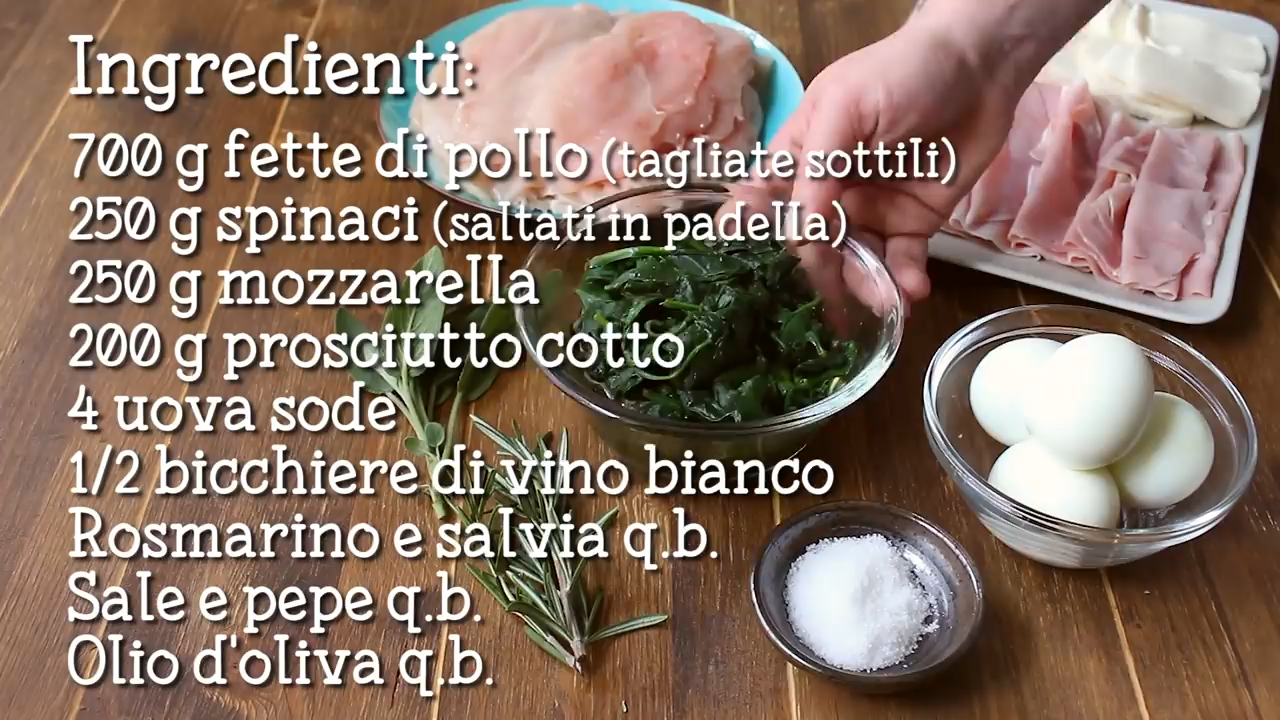 Ingredienti:
700 g fette di pollo (tagliate sottili)
250 g spinaci (saltati in padella)
250 g mozzarella
200 g prosciutto cotto
4 uova sode
1/2 bicchiere di vino bianco
Rosmarino e salvia q.b.
Sale e pepe q.b.
Olio d'oliva q.b.